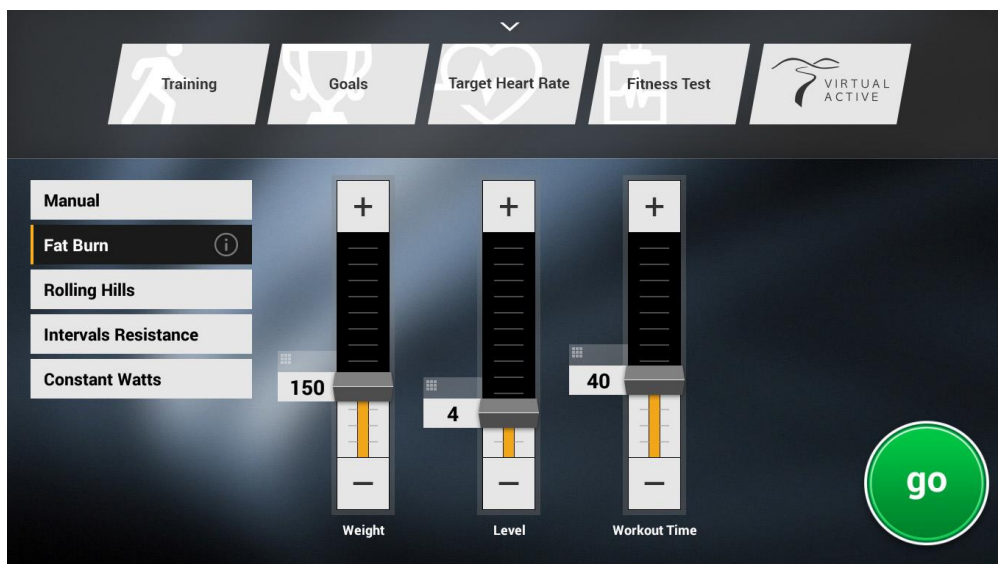 Training
Goals
Target Heart Rate
Fitness Test
VIRTUAL
ACTIVE
Manual
Fat Burn
Rolling Hills
Intervals Resistance
Constant Watts
+
+
+
150
4
40
−
−
−
Weight
Level
Workout Time
go